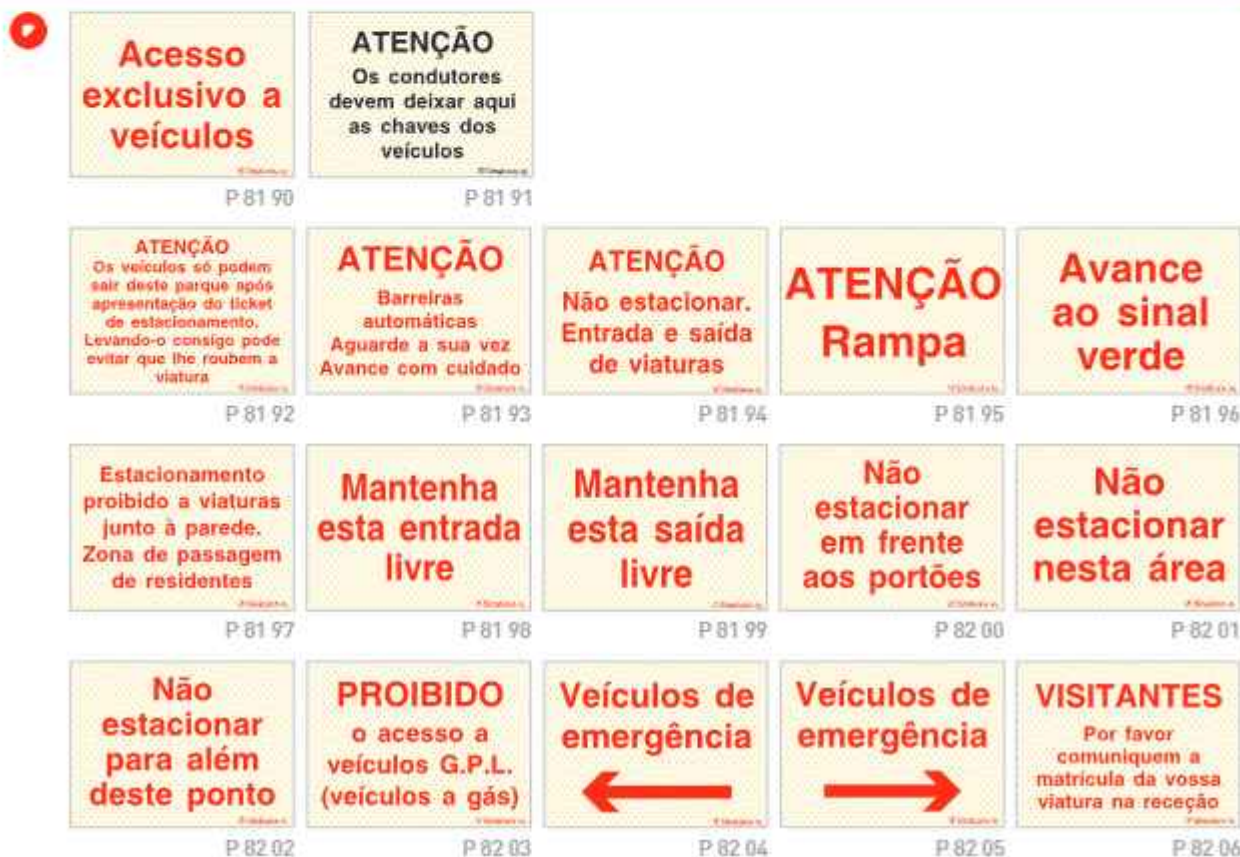 Acesso
exclusivo a
veículos
P 81 90
ATENÇÃO
Os condutores
devem deixar aqui
as chaves dos
veículos
P 81 91
ATENÇÃO
Os veículos só podem
sair deste parque após
apresentação do ticket
de estacionamento.
Levando-o consigo pode
evitar que lhe roubem a
viatura
P 81 92
ATENÇÃO
Barreiras
automáticas
Aguarde a sua vez
Avance com cuidado
P 81 93
ATENÇÃO
Não estacionar.
Entrada e saída
de viaturas
P 81 94
ATENÇÃO
Rampa
P 81 95
Avance
ao sinal
verde
P 81 96
Estacionamento
proibido a viaturas
junto à parede.
Zona de passagem
de residentes
P 81 97
Mantenha
esta entrada
livre
P 81 98
Mantenha
esta saída
livre
P 81 99
Não
estacionar
em frente
aos portões
P 82 00
Não
estacionar
nesta área
P 82 01
Não
estacionar
para além
deste ponto
P 82 02
PROIBIDO
o acesso a
veículos G.P.L.
(veículos a gás)
P 82 03
Veículos de
emergência
P 82 04
Veículos de
emergência
P 82 05
VISITANTES
Por favor
comuniquem a
matrícula da vossa
viatura na receção
P 82 06